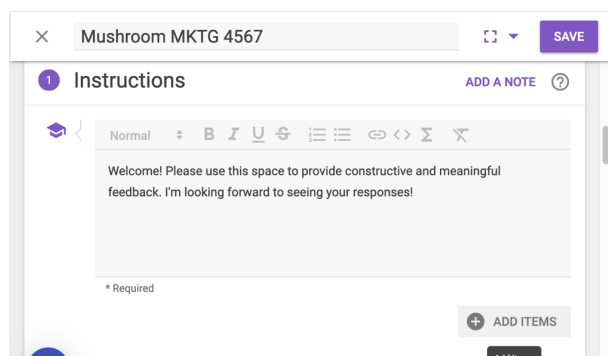 Mushroom MKTG 4567
SAVE
1 Instructions
ADD A NOTE
Normal
Welcome! Please use this space to provide constructive and meaningful
feedback. I'm looking forward to seeing your responses!
* Required
ADD ITEMS